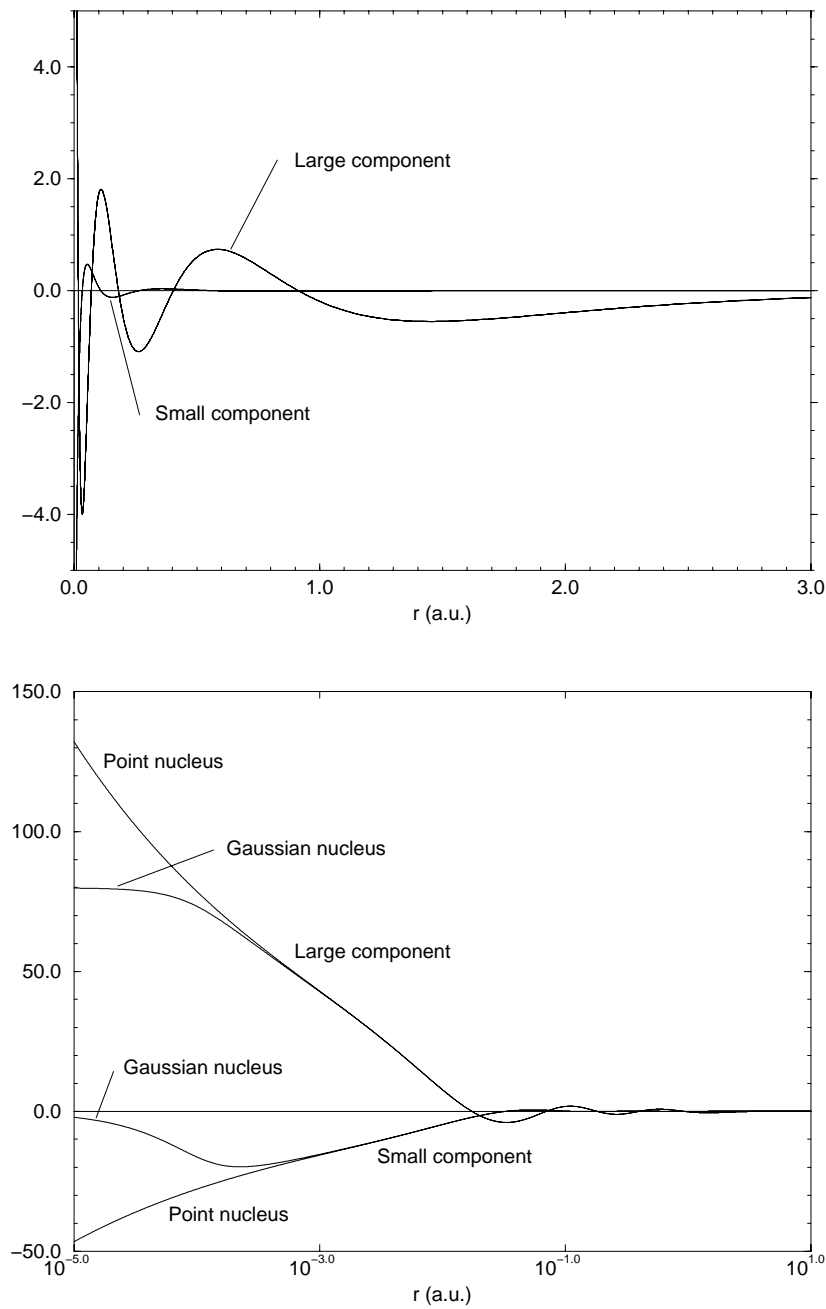 4.0
Large component
2.0
0.0
Small component
−2.0
−4.0
0.0 1.0 2.0 3.0
r (a.u.)
150.0
Point nucleus
100.0
Gaussian nucleus
50.0
Large component
Gaussian nucleus
0.0
Small component
Point nucleus
−50.0
10^−5.0 10^−3.0 10^−1.0 10^1.0
r (a.u.)